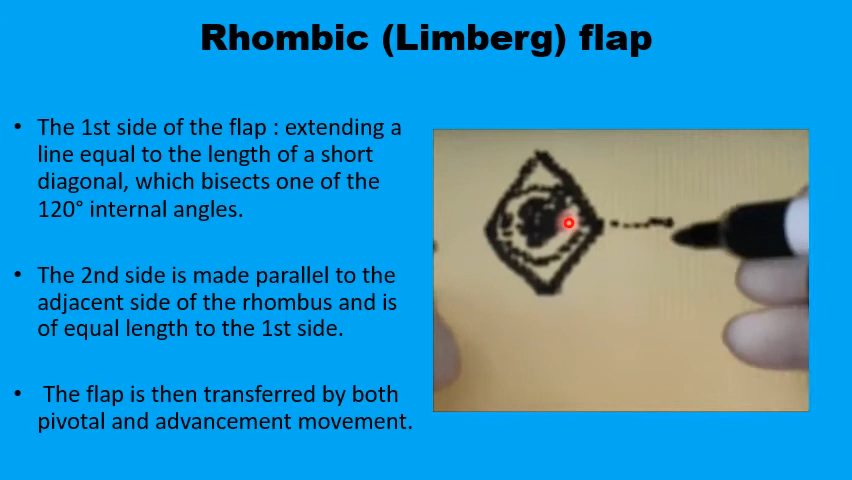 Rhombic (Limberg) flap
• The 1st side of the flap : extending a
line equal to the length of a short
diagonal, which bisects one of the
120° internal angles.
• The 2nd side is made parallel to the
adjacent side of the rhombus and is
of equal length to the 1st side.
• The flap is then transferred by both
pivotal and advancement movement.